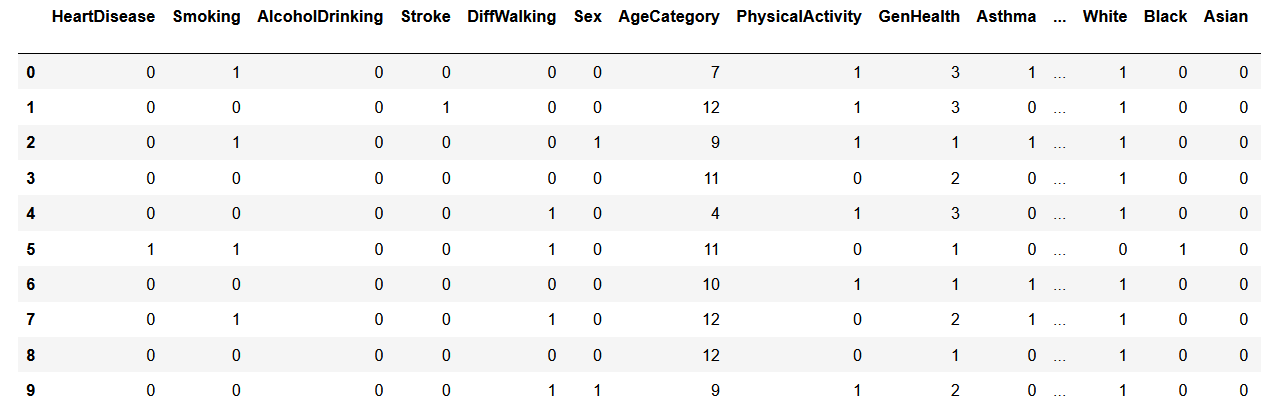 HeartDisease Smoking AlcoholDrinking Stroke DiffWalking Sex AgeCategory PhysicalActivity GenHealth Asthma ... White Black Asian
0 0 1 0 0 0 0 7 1 3 1 ... 1 0 0
1 0 0 0 1 0 0 12 1 3 0 ... 1 0 0
2 0 1 0 0 0 1 9 1 1 1 ... 1 0 0
3 0 0 0 0 0 0 11 0 2 0 ... 1 0 0
4 0 0 0 0 1 0 4 1 3 0 ... 1 0 0
5 1 1 0 0 1 0 11 0 1 0 ... 0 1 0
6 0 0 0 0 0 0 10 1 1 1 ... 1 0 0
7 0 1 0 0 1 0 12 0 2 1 ... 1 0 0
8 0 0 0 0 0 0 12 0 1 0 ... 1 0 0
9 0 0 0 0 1 1 9 1 2 0 ... 1 0 0